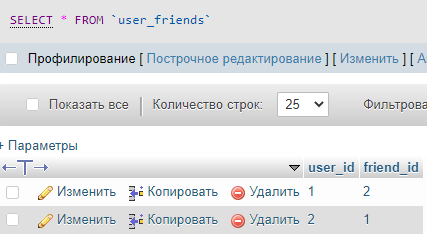 SELECT * FROM `user_friends`
Профилирование [ Построчное редактирование ] [ Изменить ] [
Показать все Количество строк: 25
+ Параметры
←T→ user_id friend_id
Изменить Копировать Удалить 1 2
Изменить Копировать Удалить 2 1